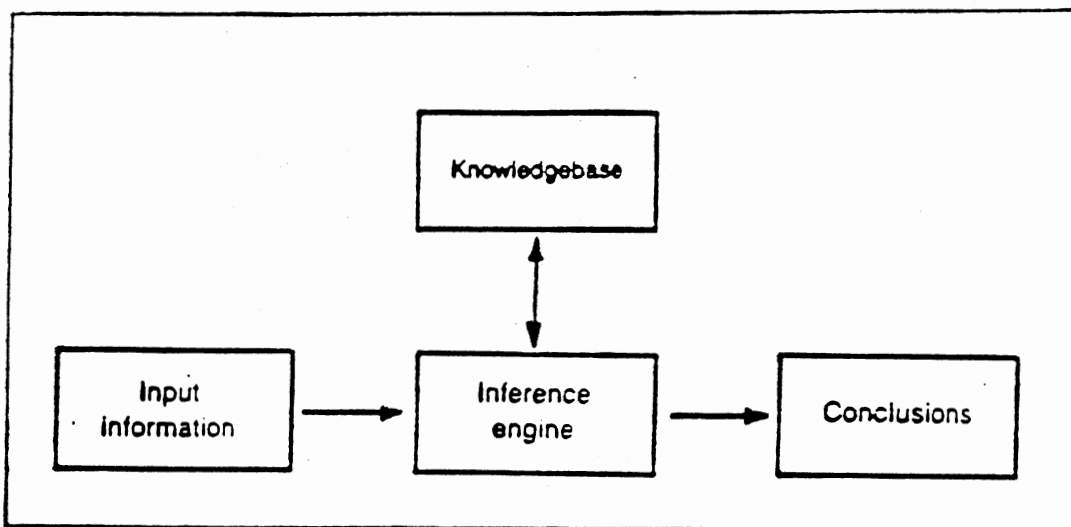 Knowledgebase
Input
information
Inference
engine
Conclusions